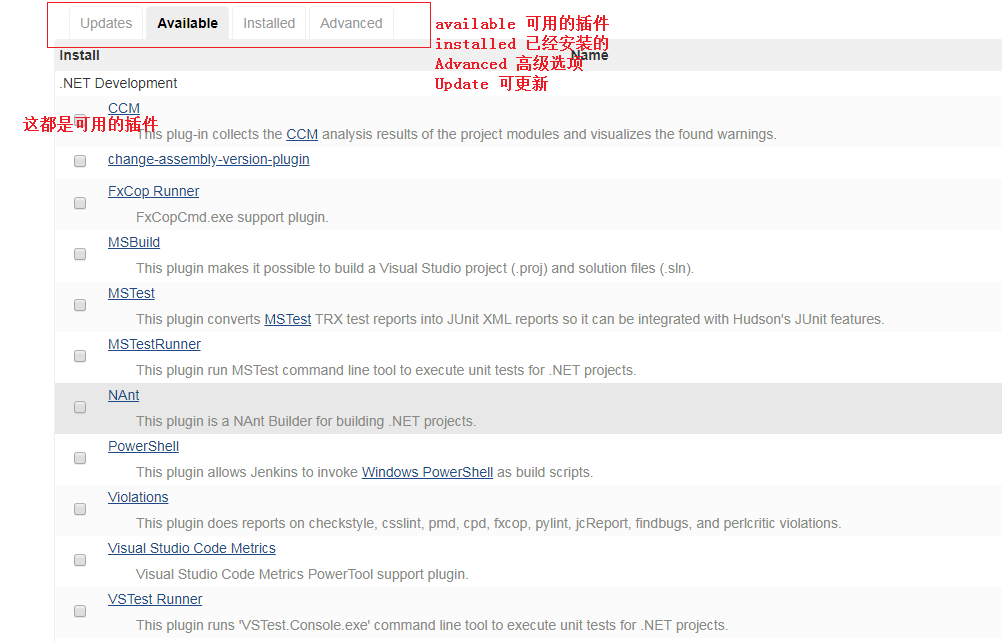 Updates Available Installed Advanced
available 可用的插件
installed 已经安装的
Advanced 高级选项
Update 可更新
Install Name
.NET Development
这都是可用的插件
CCM
This plug-in collects the CCM analysis results of the project modules and visualizes the found warnings.
change-assembly-version-plugin
FxCop Runner
FxCopCmd.exe support plugin.
MSBuild
This plugin makes it possible to build a Visual Studio project (.proj) and solution files (.sln).
MSTest
This plugin converts MSTest TRX test reports into JUnit XML reports so it can be integrated with Hudson's JUnit features.
MSTestRunner
This plugin run MSTest command line tool to execute unit tests for .NET projects.
NAnt
This plugin is a NAnt Builder for building .NET projects.
PowerShell
This plugin allows Jenkins to invoke Windows PowerShell as build scripts.
Violations
This plugin does reports on checkstyle, csslint, pmd, cpd, fxcop, pylint, jcReport, findbugs, and perlcritic violations.
Visual Studio Code Metrics
Visual Studio Code Metrics PowerTool support plugin.
VSTest Runner
This plugin runs 'VSTest.Console.exe' command line tool to execute unit tests for .NET projects.